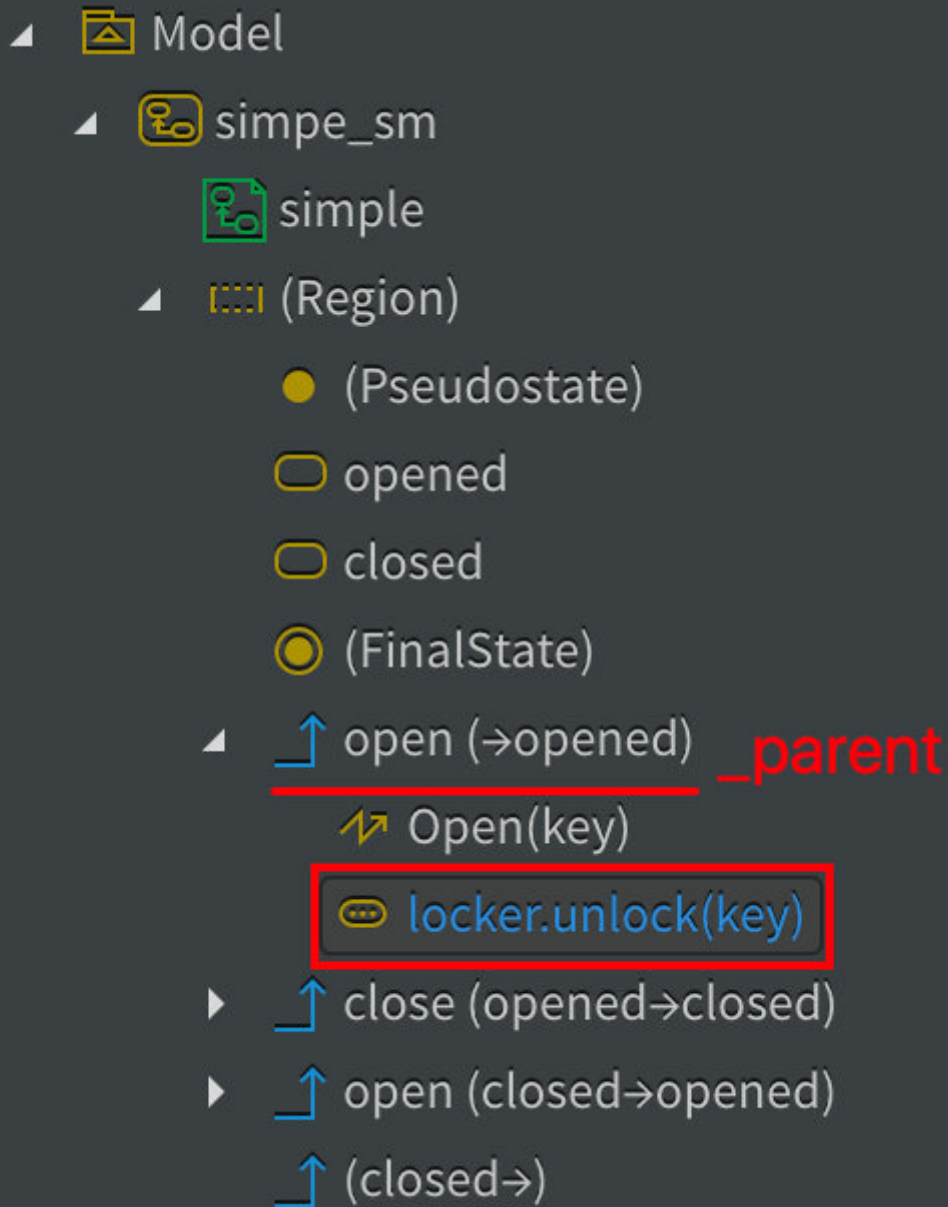 Model
simpe_sm
simple
(Region)
(Pseudostate)
opened
closed
(FinalState)
open (→opened) _parent
Open(key)
locker.unlock(key)
close (opened→closed)
open (closed→opened)
(closed→)